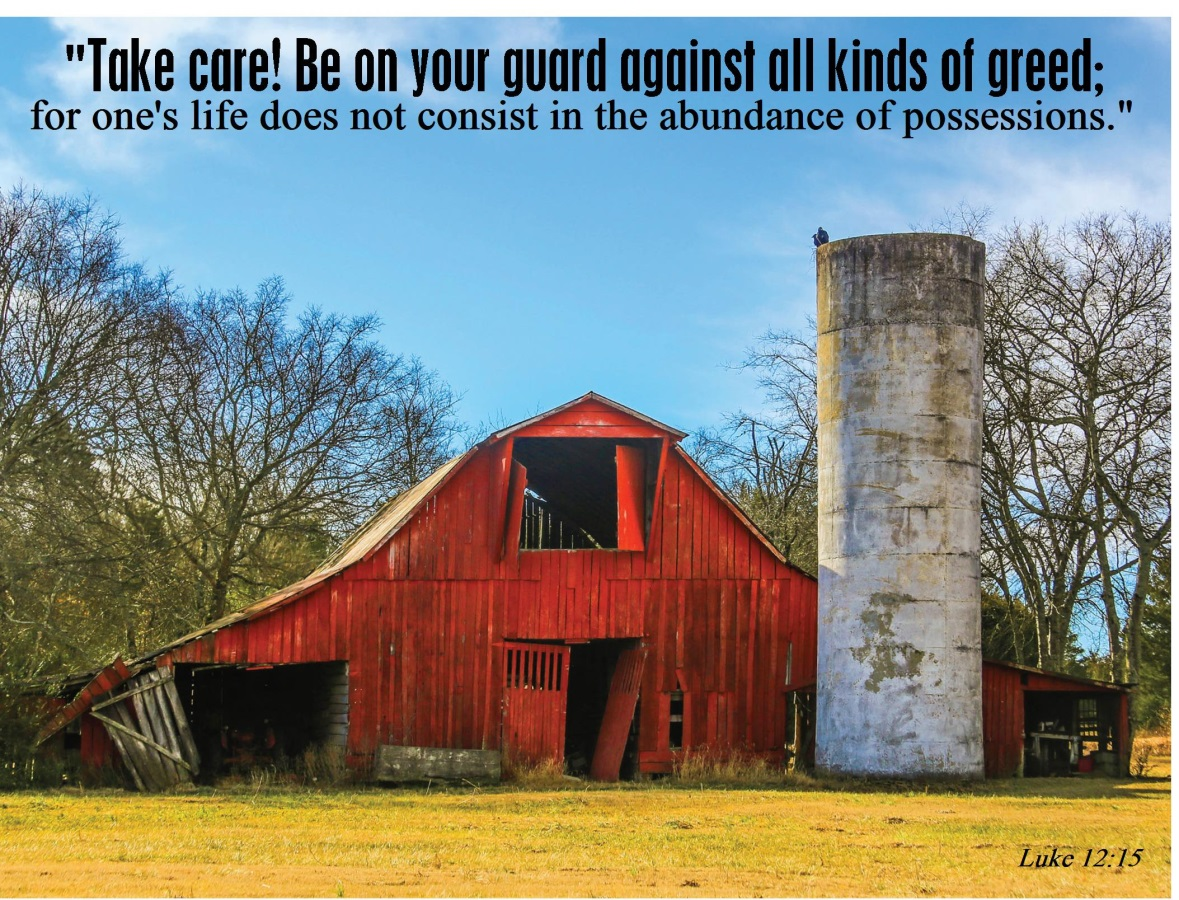 "Take care! Be on your guard against all kinds of greed;
for one's life does not consist in the abundance of possessions."
Luke 12:15